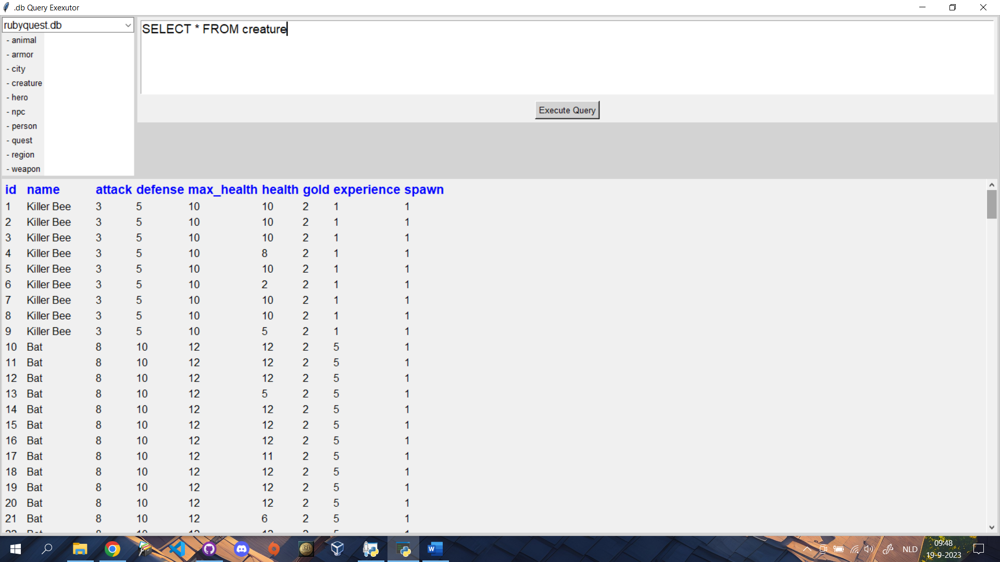 .db Query Exexutor
rubyquest.db
- animal
- armor
- city
- creature
- hero
- npc
- person
- quest
- region
- weapon
SELECT * FROM creature
Execute Query
id name attack defense max_health health gold experience spawn
1 Killer Bee 3 5 10 10 2 1 1
2 Killer Bee 3 5 10 10 2 1 1
3 Killer Bee 3 5 10 10 2 1 1
4 Killer Bee 3 5 10 8 2 1 1
5 Killer Bee 3 5 10 10 2 1 1
6 Killer Bee 3 5 10 2 2 1 1
7 Killer Bee 3 5 10 10 2 1 1
8 Killer Bee 3 5 10 10 2 1 1
9 Killer Bee 3 5 10 5 2 1 1
10 Bat 8 10 12 12 2 5 1
11 Bat 8 10 12 12 2 5 1
12 Bat 8 10 12 12 2 5 1
13 Bat 8 10 12 5 2 5 1
14 Bat 8 10 12 12 2 5 1
15 Bat 8 10 12 12 2 5 1
16 Bat 8 10 12 12 2 5 1
17 Bat 8 10 12 11 2 5 1
18 Bat 8 10 12 12 2 5 1
19 Bat 8 10 12 12 2 5 1
20 Bat 8 10 12 12 2 5 1
21 Bat 8 10 12 6 2 5 1
NLD
09:48
19-9-2023